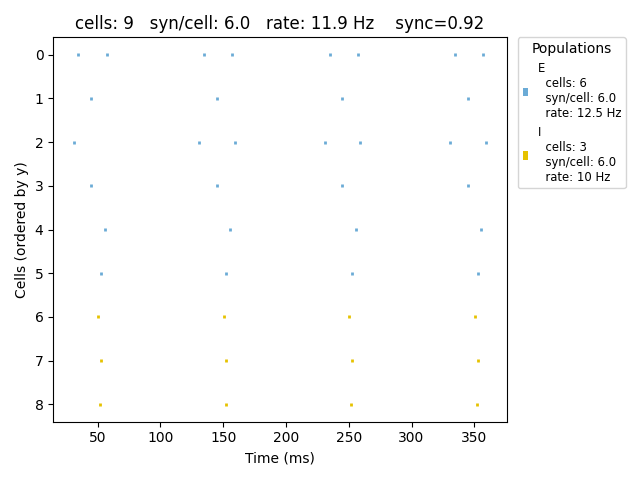 cells: 9   syn/cell: 6.0   rate: 11.9 Hz    sync=0.92
Populations
E
cells: 6
syn/cell: 6.0
rate: 12.5 Hz
I
cells: 3
syn/cell: 6.0
rate: 10 Hz
Cells (ordered by y)
0
1
2
3
4
5
6
7
8
50 100 150 200 250 300 350
Time (ms)